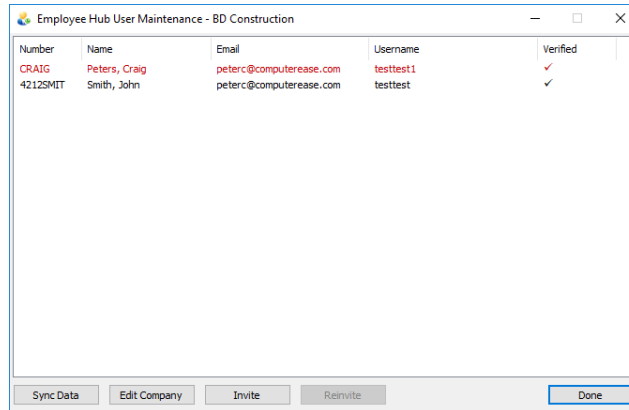 Employee Hub User Maintenance - BD Construction
Number Name Email Username Verified
CRAIG Peters, Craig peterc@computerease.com testtest1 ✓
4212SMIT Smith, John peterc@computerease.com testtest ✓
Sync Data Edit Company Invite Reinvite Done